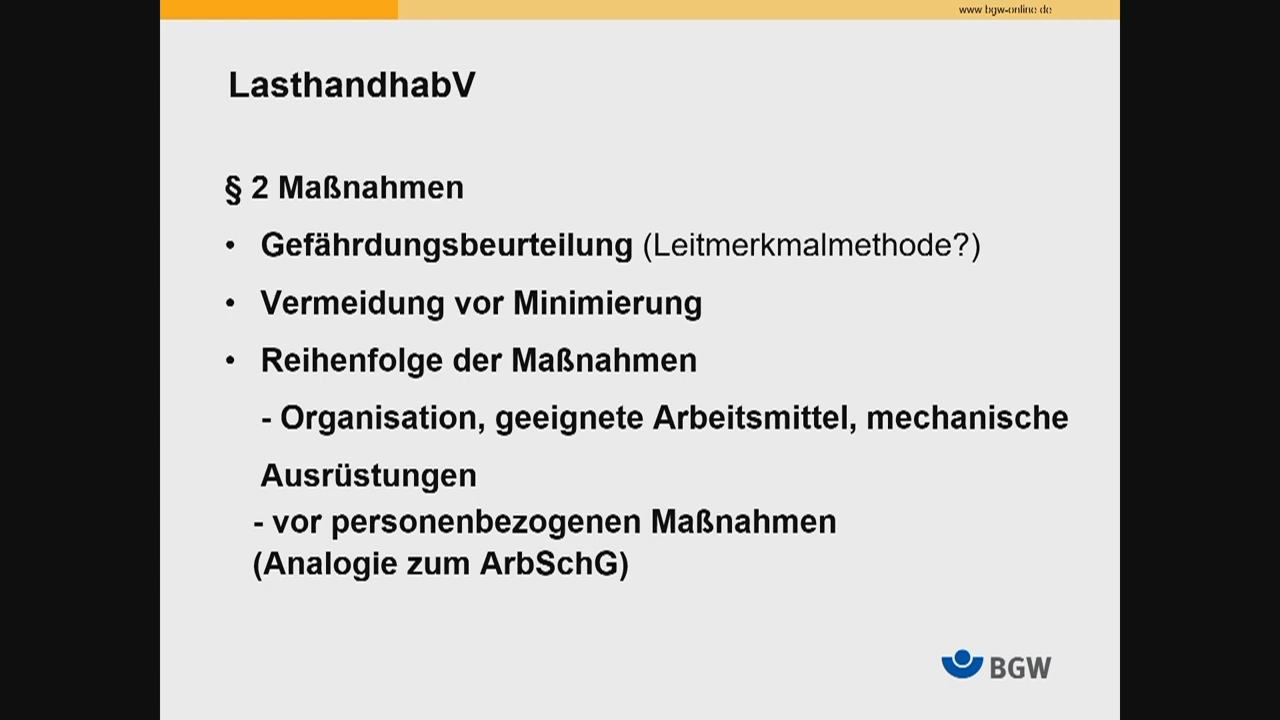 www bgw-online de
LasthandhabV
§ 2 Maßnahmen
• Gefährdungsbeurteilung (Leitmerkmalmethode?)
• Vermeidung vor Minimierung
• Reihenfolge der Maßnahmen
- Organisation, geeignete Arbeitsmittel, mechanische
Ausrüstungen
- vor personenbezogenen Maßnahmen
(Analogie zum ArbSchG)
BGW